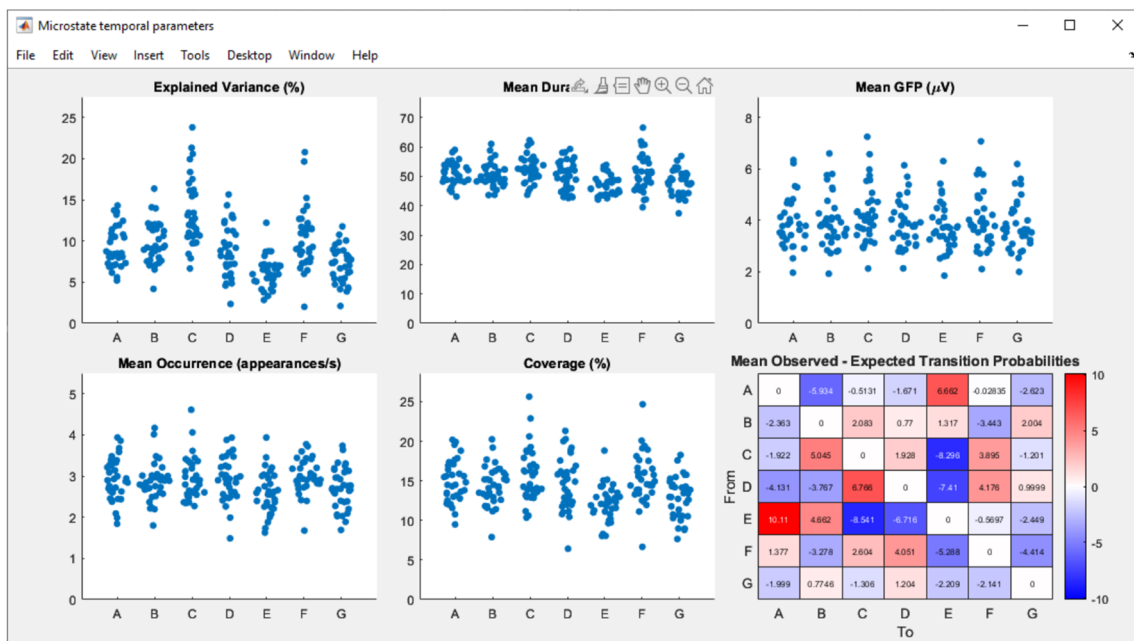 Microstate temporal parameters
File Edit View Insert Tools Desktop Window Help
Explained Variance (%)
25
20
15
10
5
0
A B C D E F G
Mean Dura
70
60
50
40
30
20
10
0
A B C D E F G
Mean GFP (μV)
8
6
4
2
0
A B C D E F G
Mean Occurrence (appearances/s)
5
4
3
2
1
0
A B C D E F G
Coverage (%)
25
20
15
10
5
0
A B C D E F G
Mean Observed - Expected Transition Probabilities
From
A 0 -5.934 -0.5131 -1.671 6.662 -0.02835 -2.623
B -2.363 0 2.083 0.77 1.317 -3.443 2.004
C -1.922 5.045 0 1.928 -8.296 3.895 -1.201
D -4.131 -3.767 6.766 0 -7.41 4.176 0.9999
E 10.11 4.662 -8.541 -6.716 0 -0.5697 -2.449
F 1.377 -3.278 2.604 4.051 -5.288 0 -4.414
G -1.999 0.7746 -1.306 1.204 -2.209 -2.141 0
A B C D E F G
To
10
5
0
-5
-10